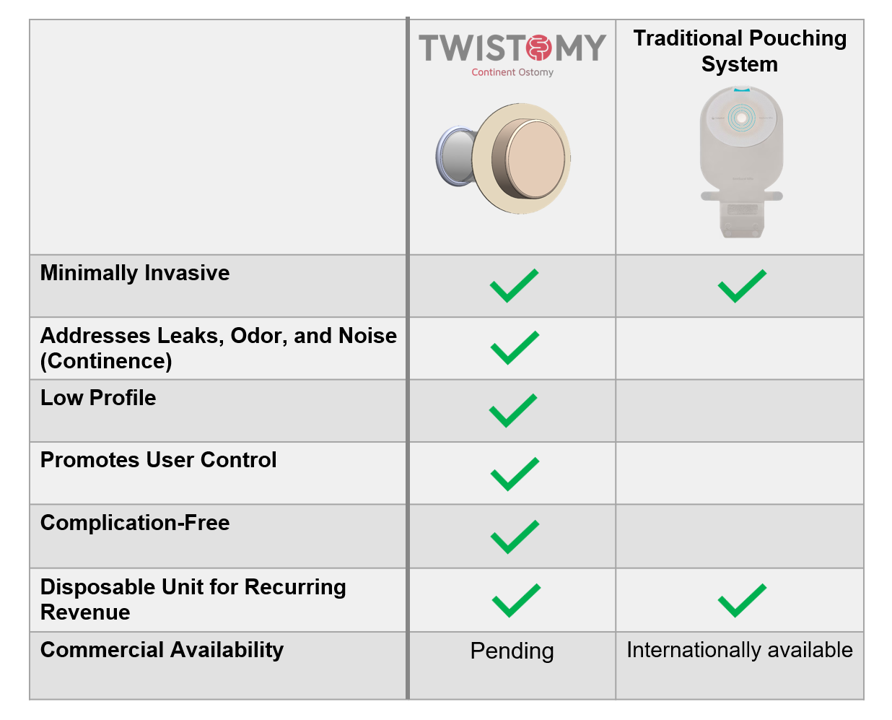 TWISTOMY
Continent Ostomy
Traditional Pouching
System
Minimally Invasive
Addresses Leaks, Odor, and Noise
(Continence)
Low Profile
Promotes User Control
Complication-Free
Disposable Unit for Recurring
Revenue
Commercial Availability
Pending
Internationally available